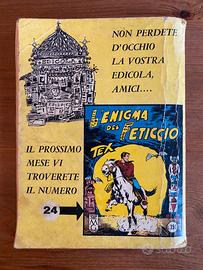 NON PERDETE
D'OCCHIO
LA VOSTRA
EDICOLA,
AMICI....
EDICOLA
L'ENIGMA
DEL FETICCIO
TEX
IL PROSSIMO
MESE VI
TROVERETE
IL NUMERO
24